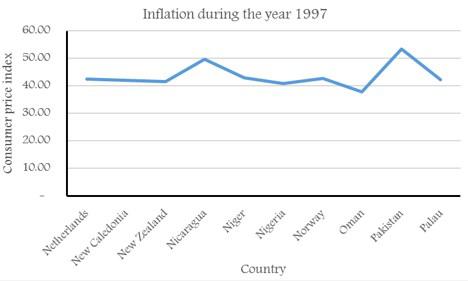 Inflation during the year 1997
Consumer price index
60.00
50.00
40.00
30.00
20.00
10.00
-
Netherlands
New Caledonia
New Zealand
Nicaragua
Niger
Nigeria
Norway
Oman
Pakistan
Palau
Country